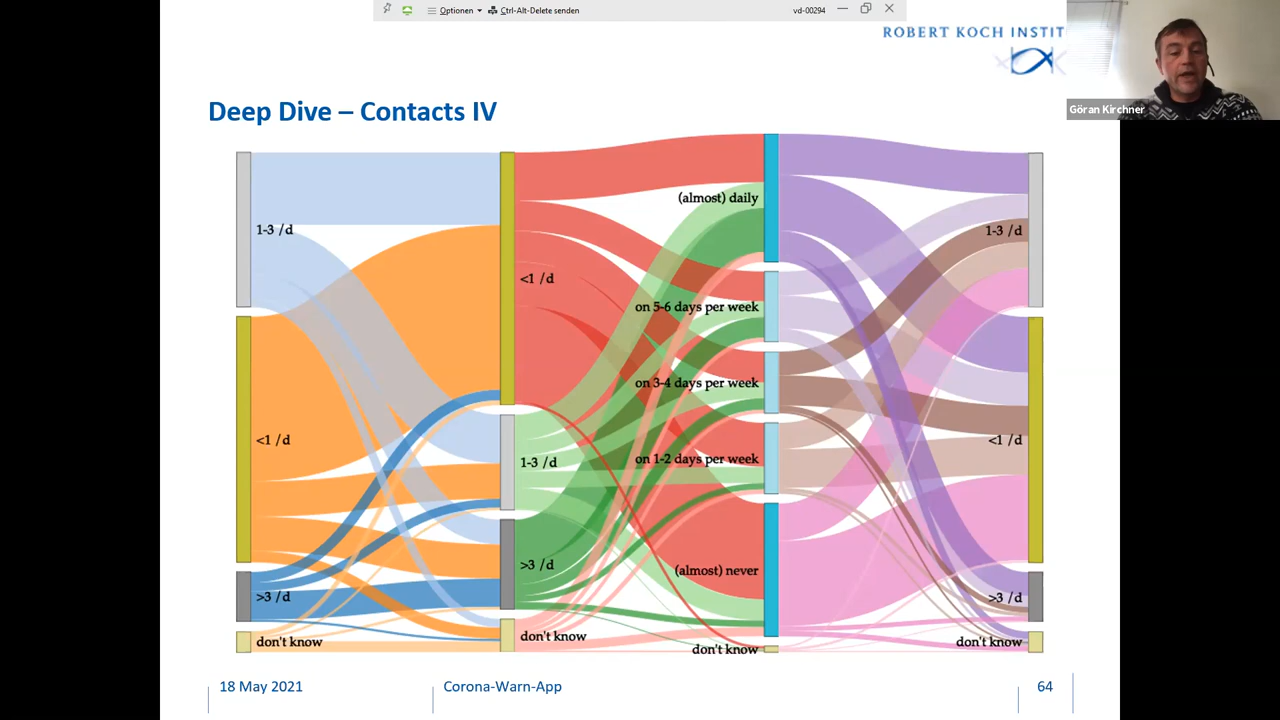 Optionen
Ctrl-Alt-Delete senden
vd-00294
ROBERT KOCH INSTIT
Göran Kirchner
Deep Dive – Contacts IV
1-3 /d
<1 /d
>3 /d
don't know
<1 /d
1-3 /d
>3 /d
don't know
(almost) daily
on 5-6 days per week
on 3-4 days per week
on 1-2 days per week
(almost) never
don't know
1-3 /d
<1 /d
>3 /d
don't know
18 May 2021
Corona-Warn-App
64